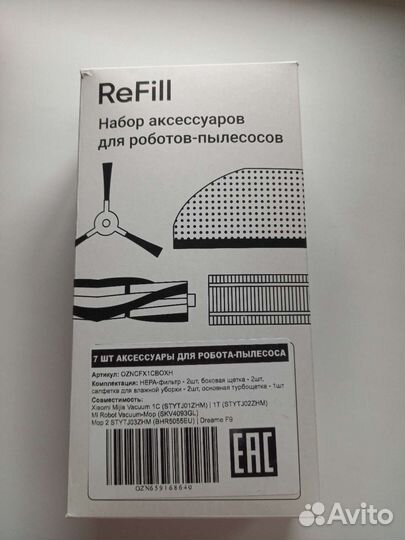 ReFill
Набор аксессуаров
для роботов-пылесосов
7 ШТ АКСЕССУАРЫ ДЛЯ РОБОТА-ПЫЛЕСОСА
Артикул: OZNCFX1CBOXH
Комплектация: HEPA-фильтр - 2шт, боковая щетка - 2шт,
салфетка для влажной уборки - 2шт, основная турбощетка - 1шт
Совместимость:
Xiaomi Mijia Vacuum 1C (STYTJ01ZHM) | 1T (STYTJ02ZHM)
Mi Robot Vacuum-Mop (SKV4093GL)
Mop 2 STYTJ03ZHM (BHR5055EU) | Dreame F9
EAC
OZN659168640
Avito